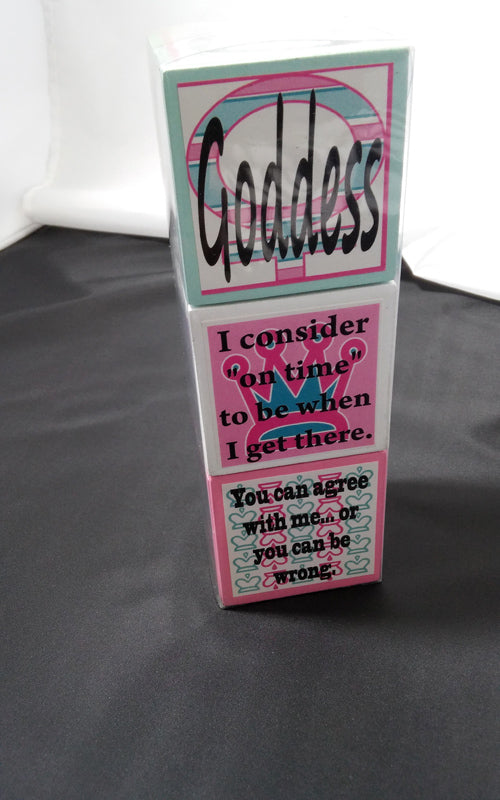 Goddess
I consider
"on time"
to be when
I get there.
You can agree
with me... or
you can be
wrong.